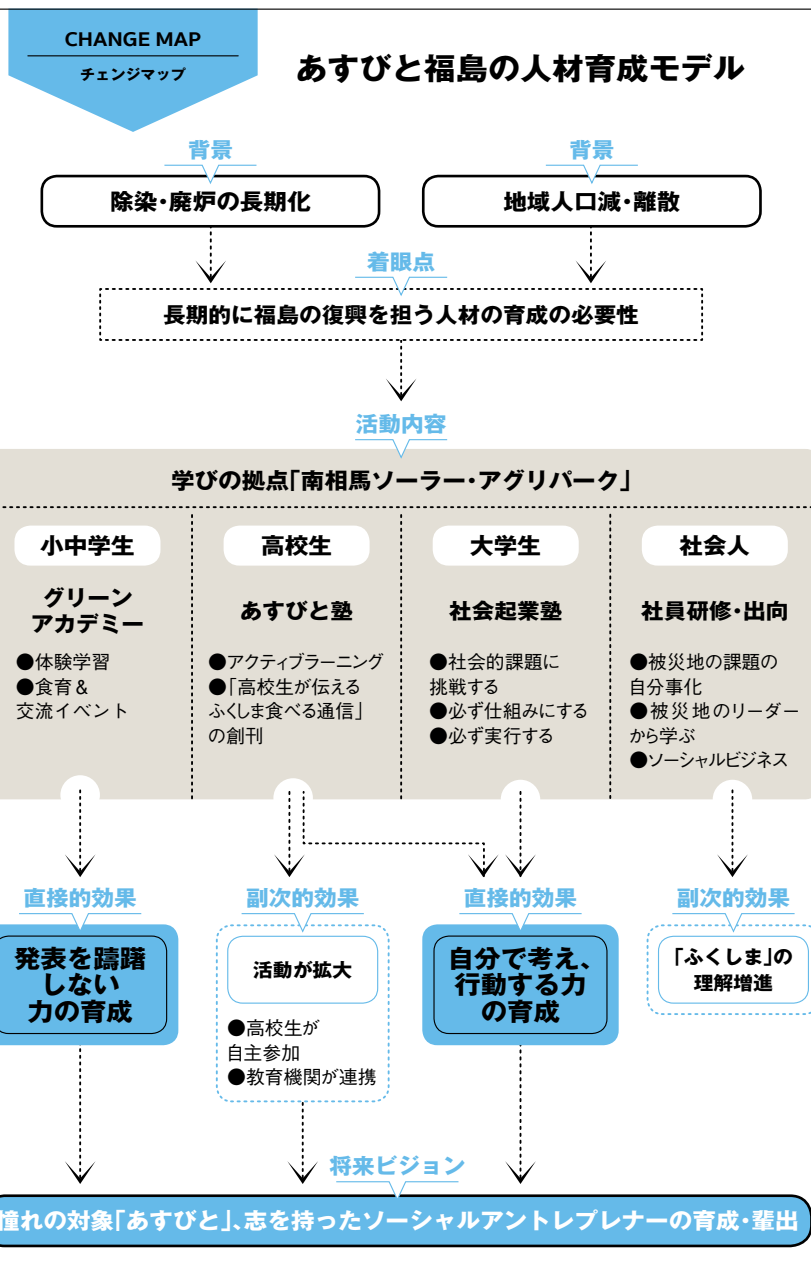 CHANGE MAP
チェンジマップ
あすびと福島の人材育成モデル
背景
背景
除染・廃炉の長期化
地域人口減・離散
着眼点
長期的に福島の復興を担う人材の育成の必要性
活動内容
学びの拠点「南相馬ソーラー・アグリパーク」
小中学生
グリーン
アカデミー
●体験学習
●食育＆
交流イベント
高校生
あすびと塾
●アクティブラーニング
●「高校生が伝える
ふくしま食べる通信」
の創刊
大学生
社会起業塾
●社会的課題に
挑戦する
●必ず仕組みにする
●必ず実行する
社会人
社員研修・出向
●被災地の課題の
自分事化
●被災地のリーダー
から学ぶ
●ソーシャルビジネス
直接的効果
発表を躊躇
しない
力の育成
副次的効果
活動が拡大
●高校生が
自主参加
●教育機関が連携
直接的効果
自分で考え、
行動する力
の育成
副次的効果
「ふくしま」の
理解増進
将来ビジョン
憧れの対象「あすびと」、志を持ったソーシャルアントレプレナーの育成・輩出